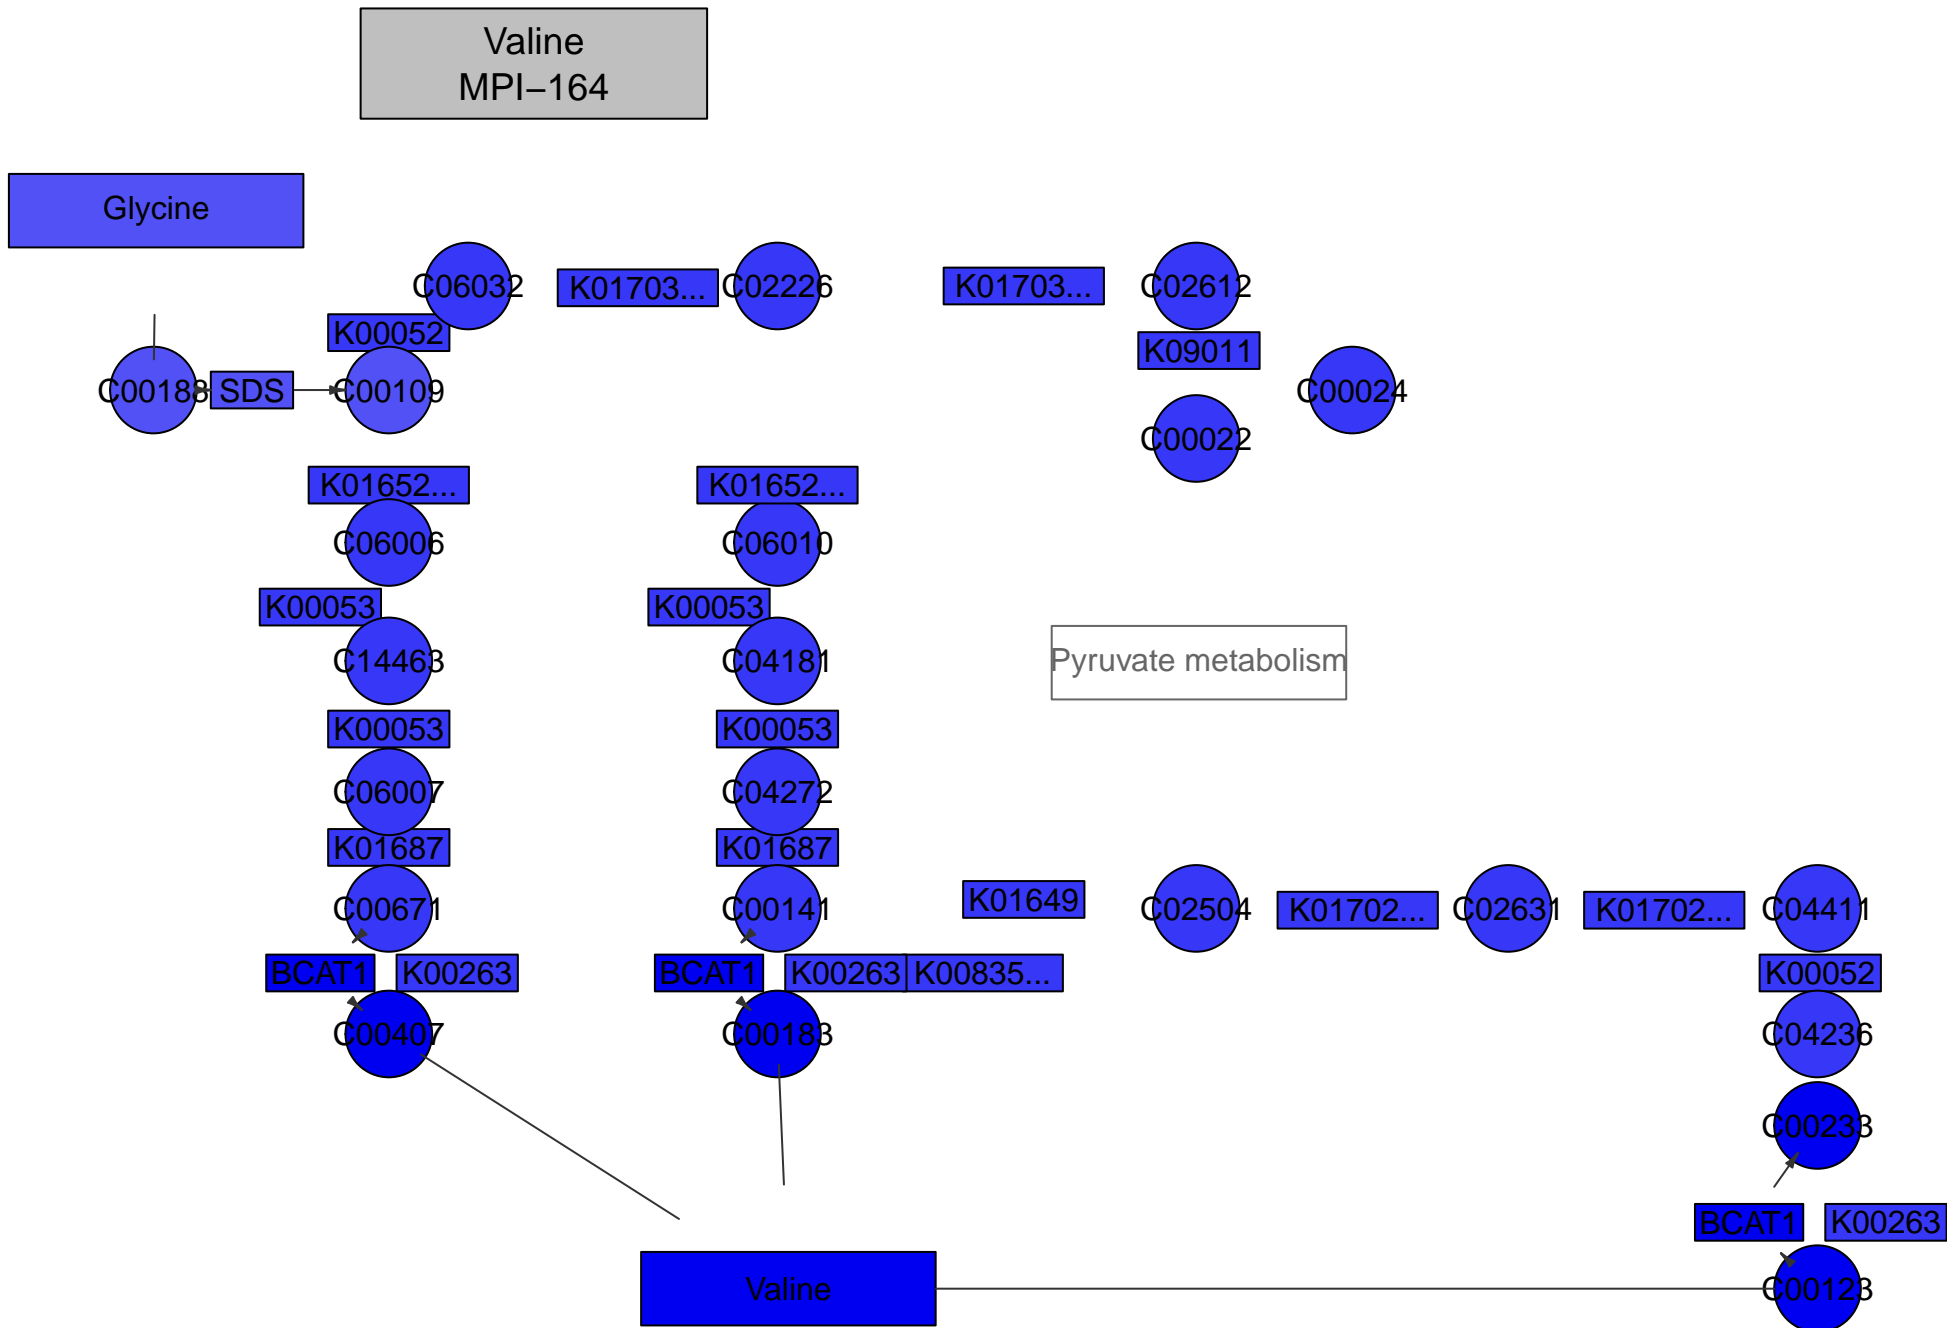 Valine
MPI−164
Glycine
C06032
K01703...
C02226
K01703...
C02612
K00052
K09011
C00188
SDS
C00109
C00024
C00022
K01652...
K01652...
C06006
C06010
K00053
K00053
C14463
C04181
Pyruvate metabolism
K00053
K00053
C06007
C04272
K01687
K01687
C00671
C00141
K01649
C02504
K01702...
C02631
K01702...
C04411
BCAT1
K00263
BCAT1
K00263
K00835...
K00052
C00407
C00183
C04236
C00233
BCAT1
K00263
Valine
C00123